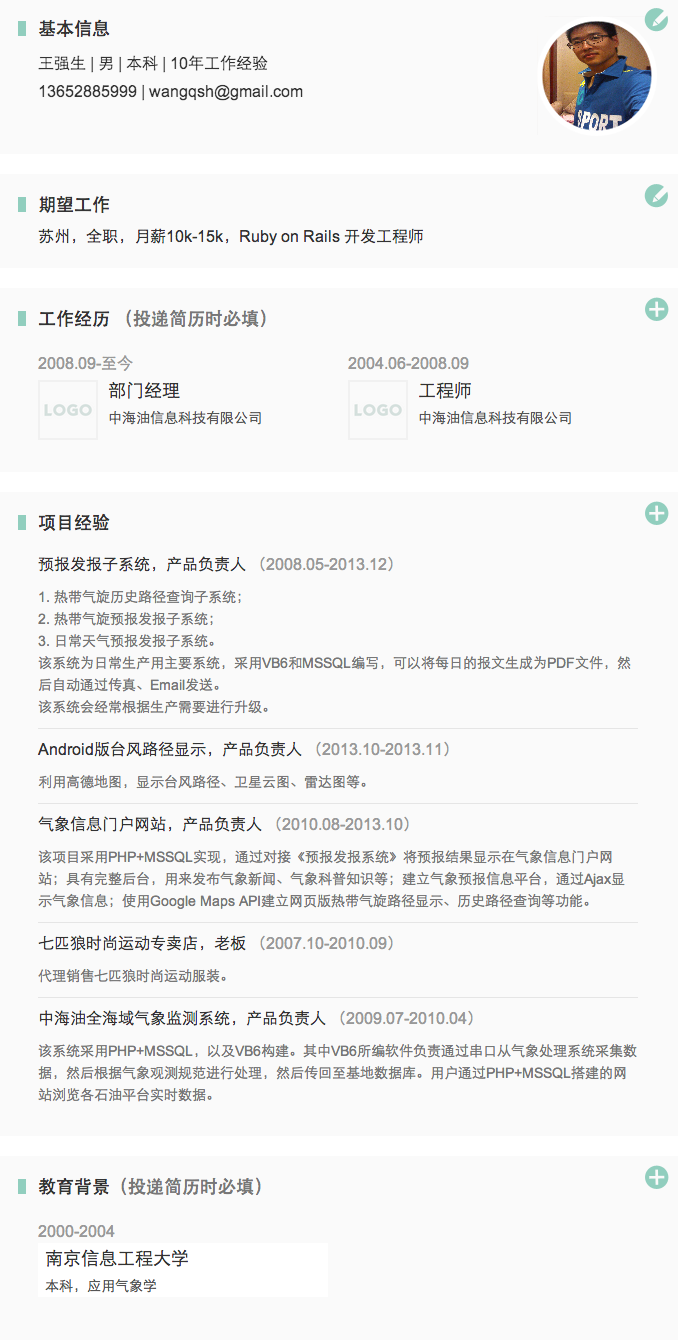 基本信息
王强生 | 男 | 本科 | 10年工作经验
13652885999 | wangqsh@gmail.com
SPORT
期望工作
苏州，全职，月薪10k-15k，Ruby on Rails 开发工程师
工作经历 （投递简历时必填）
2008.09-至今
LOGO
部门经理
中海油信息科技有限公司
2004.06-2008.09
LOGO
工程师
中海油信息科技有限公司
项目经验
预报发报子系统，产品负责人 （2008.05-2013.12）
1. 热带气旋历史路径查询子系统；
2. 热带气旋预报发报子系统；
3. 日常天气预报发报子系统。
该系统为日常生产用主要系统，采用VB6和MSSQL编写，可以将每日的报文生成为PDF文件，然
后自动通过传真、Email发送。
该系统会经常根据生产需要进行升级。
Android版台风路径显示，产品负责人 （2013.10-2013.11）
利用高德地图，显示台风路径、卫星云图、雷达图等。
气象信息门户网站，产品负责人 （2010.08-2013.10）
该项目采用PHP+MSSQL实现，通过对接《预报发报系统》将预报结果显示在气象信息门户网
站；具有完整后台，用来发布气象新闻、气象科普知识等；建立气象预报信息平台，通过Ajax显
示气象信息；使用Google Maps API建立网页版热带气旋路径显示、历史路径查询等功能。
七匹狼时尚运动专卖店，老板 （2007.10-2010.09）
代理销售七匹狼时尚运动服装。
中海油全海域气象监测系统，产品负责人 （2009.07-2010.04）
该系统采用PHP+MSSQL，以及VB6构建。其中VB6所编软件负责通过串口从气象处理系统采集数
据，然后根据气象观测规范进行处理，然后传回至基地数据库。用户通过PHP+MSSQL搭建的网
站浏览各石油平台实时数据。
教育背景（投递简历时必填）
2000-2004
南京信息工程大学
本科，应用气象学